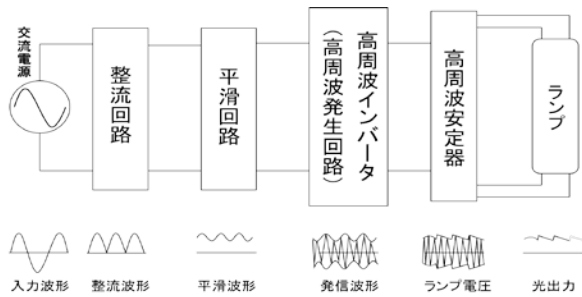 交流電源
整流回路
平滑回路
高周波インバータ
(高周波発生回路)
高周波安定器
ランプ
入力波形
整流波形
平滑波形
発信波形
ランプ電圧
光出力